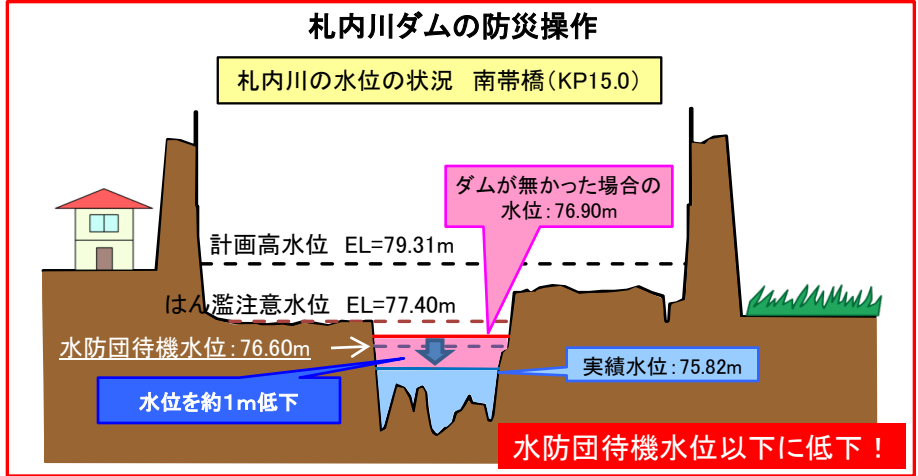 札内川ダムの防災操作
札内川の水位の状況　南帯橋(KP15.0)
ダムが無かった場合の
水位:76.90m
計画高水位　EL=79.31m
はん濫注意水位　EL=77.40m
水防団待機水位:76.60m
実績水位:75.82m
水位を約1m低下
水防団待機水位以下に低下！